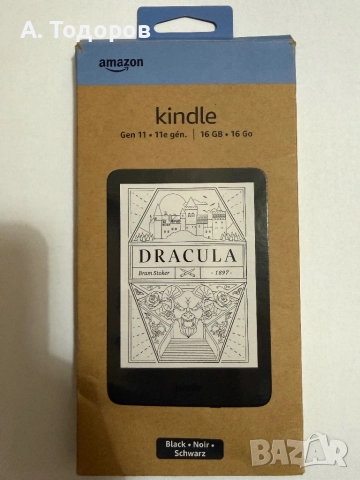 А. Тодоров
amazon
kindle
Gen 11 • 11e gén. | 16 GB • 16 Go
DRACULA
Bram Stoker
- 1897 -
Black • Noir •
Schwarz
BAZAR